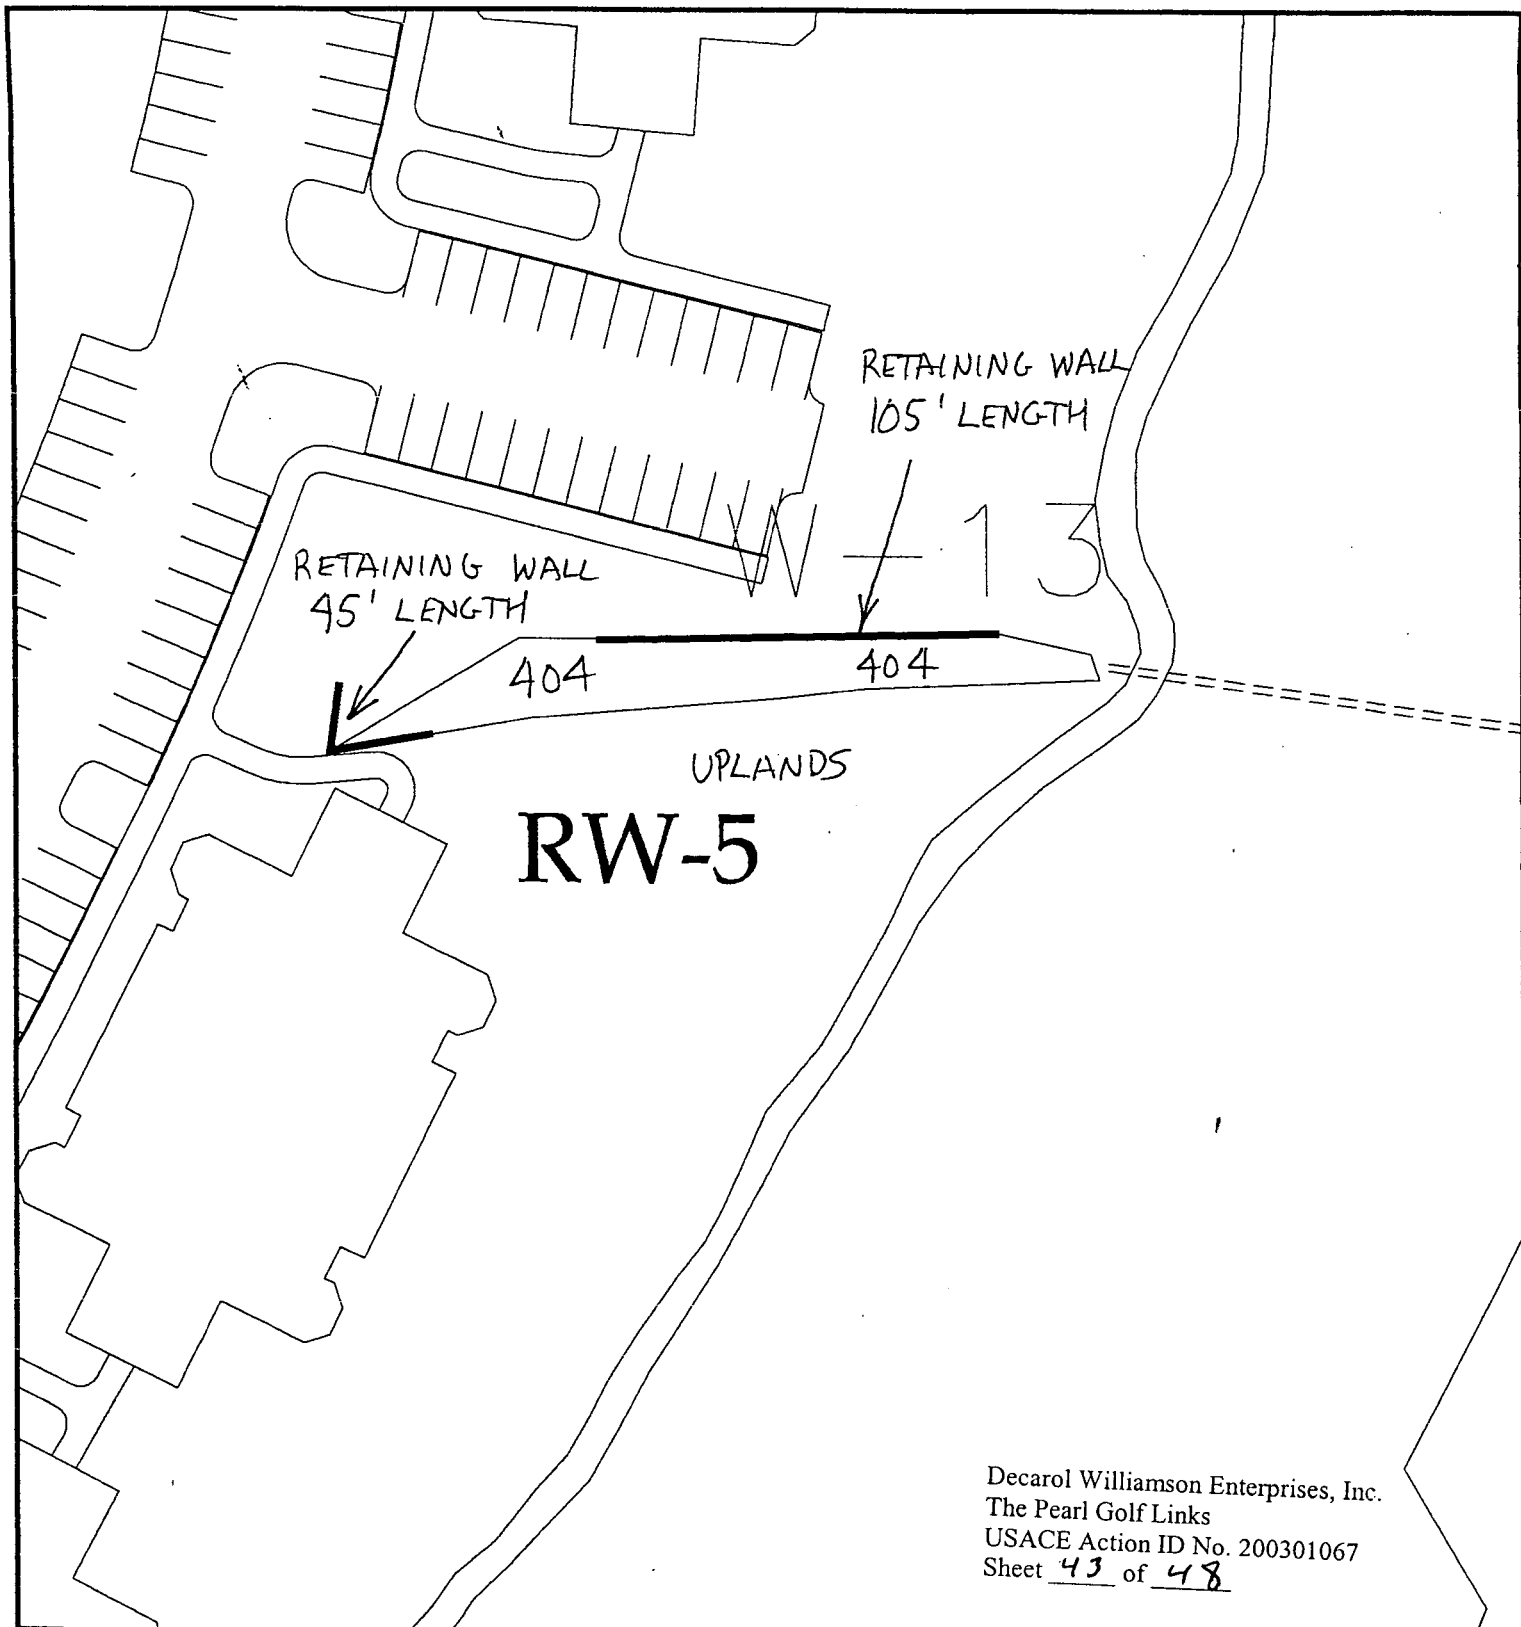 RETAINING WALL
105' LENGTH
W-13
RETAINING WALL
45' LENGTH
404
404
UPLANDS
RW-5
Decarol Williamson Enterprises, Inc.
The Pearl Golf Links
USACE Action ID No. 200301067
Sheet 43 of 48